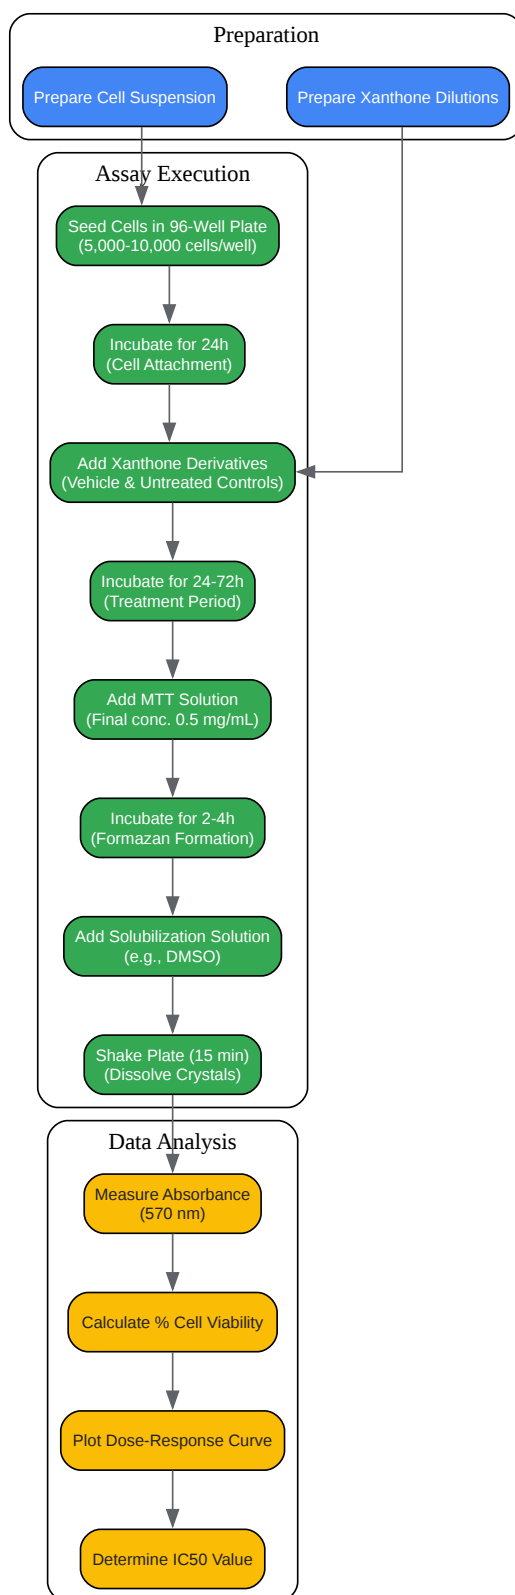 Preparation
Prepare Cell Suspension
Prepare Xanthone Dilutions
Assay Execution
Seed Cells in 96-Well Plate
(5,000-10,000 cells/well)
Incubate for 24h
(Cell Attachment)
Add Xanthone Derivatives
(Vehicle & Untreated Controls)
Incubate for 24-72h
(Treatment Period)
Add MTT Solution
(Final conc. 0.5 mg/mL)
Incubate for 2-4h
(Formazan Formation)
Add Solubilization Solution
(e.g., DMSO)
Shake Plate (15 min)
(Dissolve Crystals)
Data Analysis
Measure Absorbance
(570 nm)
Calculate % Cell Viability
Plot Dose-Response Curve
Determine IC50 Value